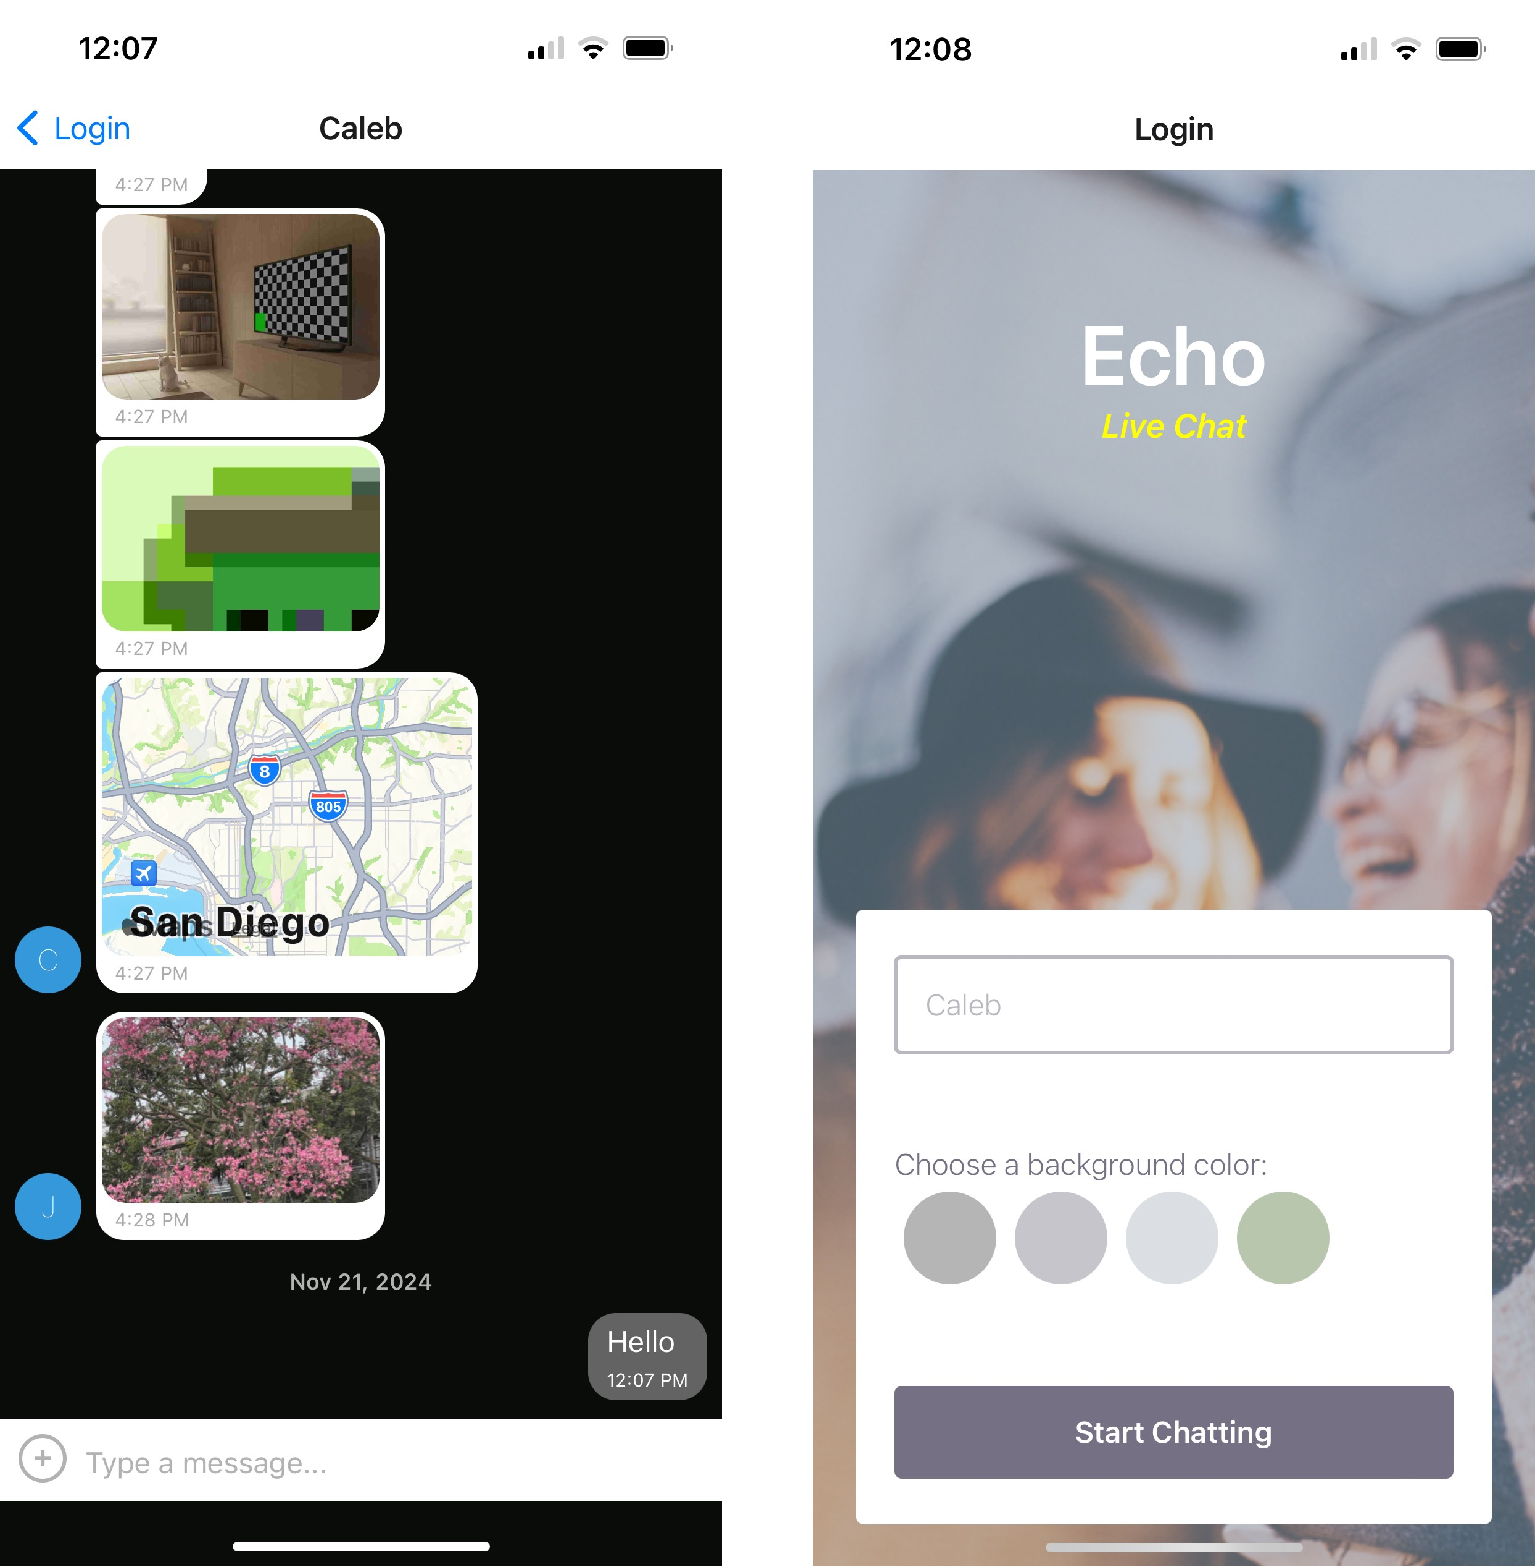 12:07
Login
Caleb
4:27 PM
4:27 PM
4:27 PM
8
805
San Diego
Maps Legal
4:27 PM
C
4:28 PM
J
Nov 21, 2024
Hello
12:07 PM
+ Type a message...
12:08
Login
Echo
Live Chat
Caleb
Choose a background color:
Start Chatting